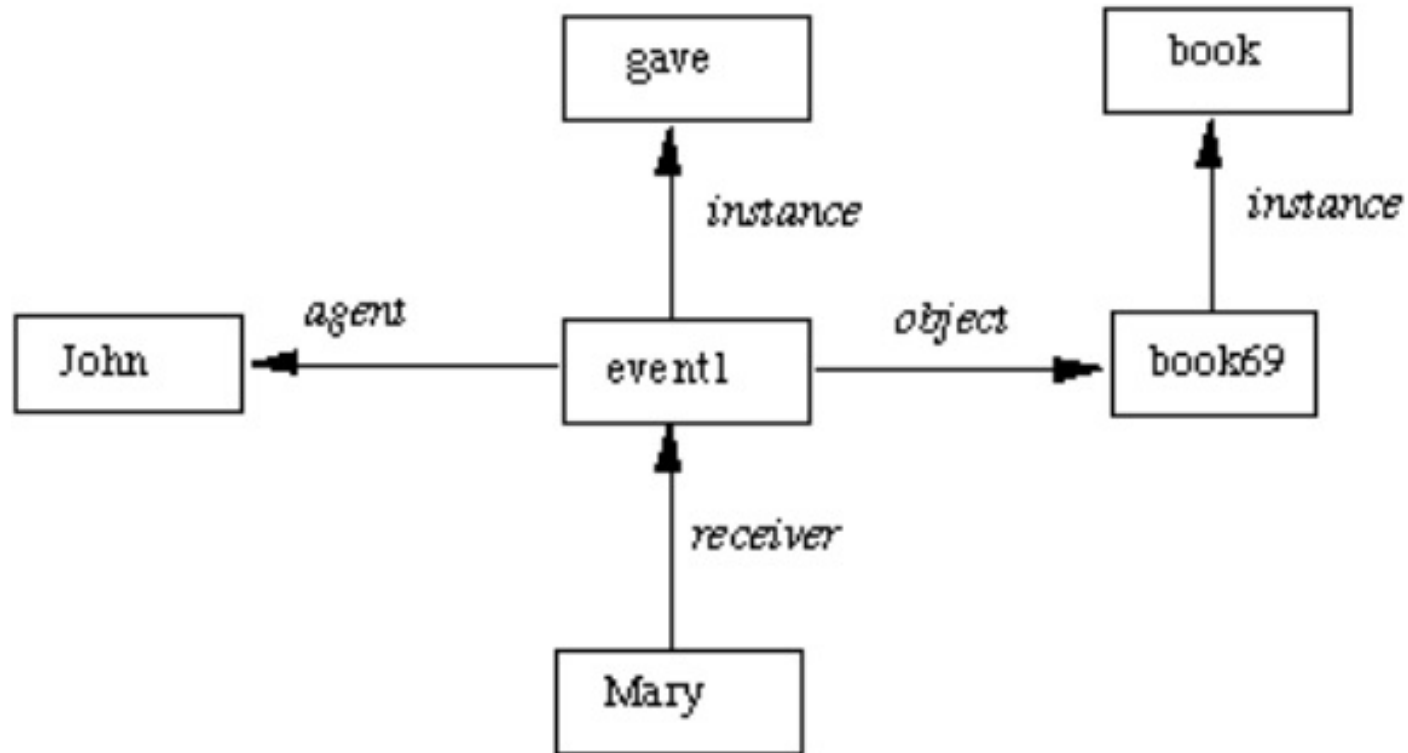 gave
book
instance
instance
agent
object
John
event1
book69
receiver
Mary